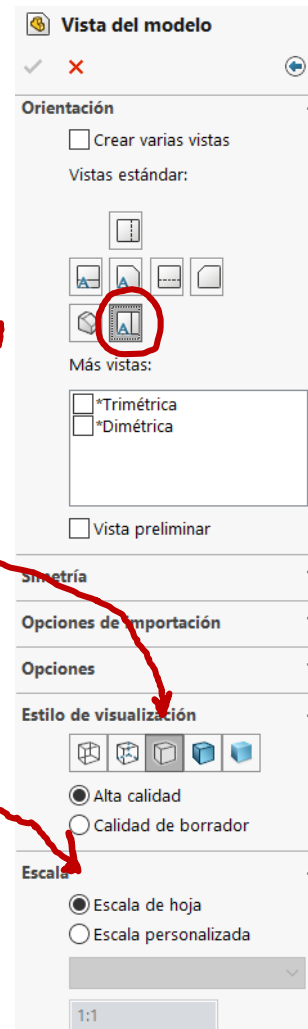 Vista del modelo
Orientación
Crear varias vistas
Vistas estándar:
A A
A
Más vistas:
*Trimétrica
*Dimétrica
Vista preliminar
Simetría
Opciones de importación
Opciones
Estilo de visualización
Alta calidad
Calidad de borrador
Escala
Escala de hoja
Escala personalizada
1:1